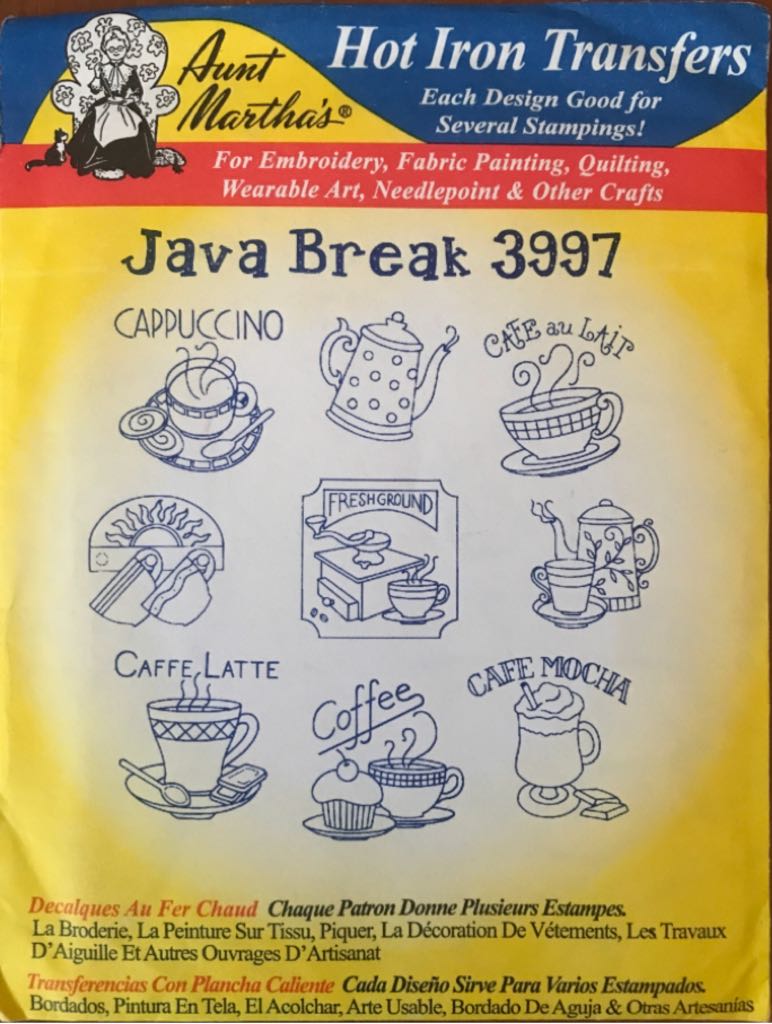 Aunt
Martha's®
Hot Iron Transfers
Each Design Good for
Several Stampings!
For Embroidery, Fabric Painting, Quilting,
Wearable Art, Needlepoint & Other Crafts
Java Break 3997
CAPPUCCINO
CAFE au LAIT
FRESH GROUND
CAFFE LATTE
Coffee
CAFE MOCHA
Decalques Au Fer Chaud Chaque Patron Donne Plusieurs Estampes.
La Broderie, La Peinture Sur Tissu, Piquer, La Décoration De Vétements, Les Travaux
D'Aiguille Et Autres Ouvrages D'Artisanat
Transferencias Con Plancha Caliente Cada Diseño Sirve Para Varios Estampados.
Bordados, Pintura En Tela, El Acolchar, Arte Usable, Bordado De Aguja & Otras Artesanías